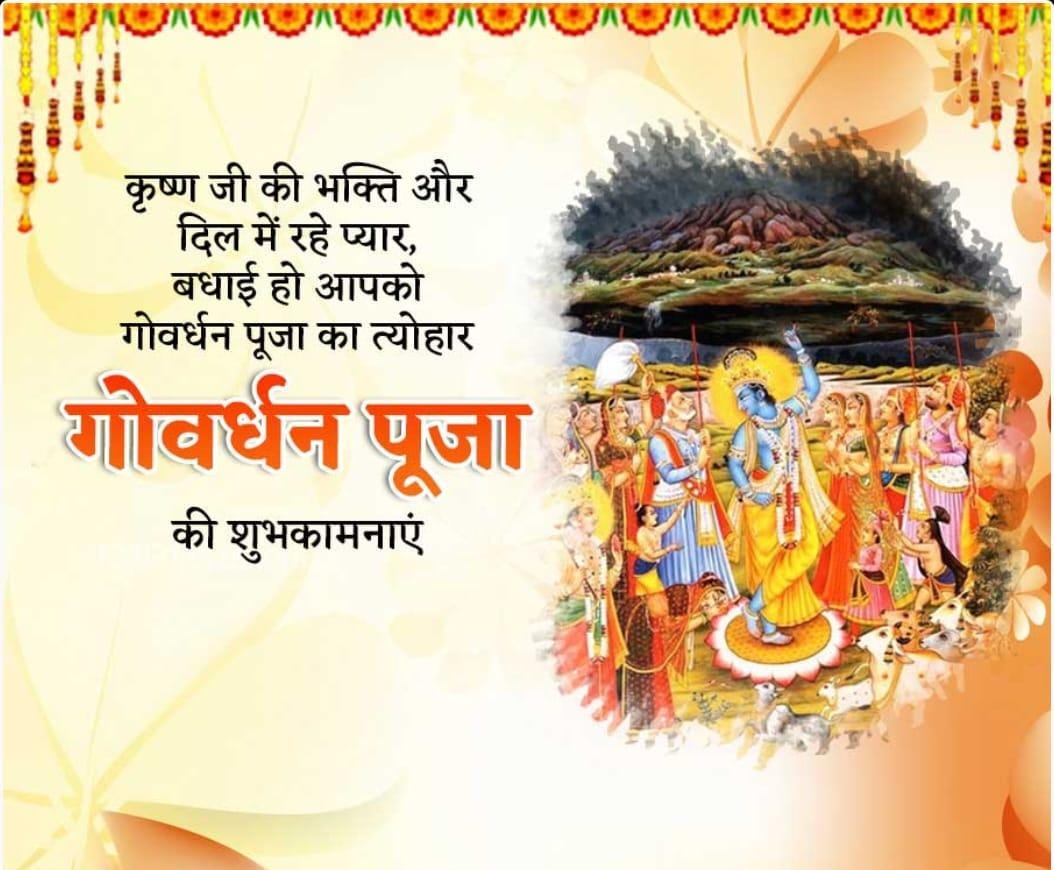 कृष्ण जी की भक्ति और
दिल में रहे प्यार,
बधाई हो आपको
गोवर्धन पूजा का त्योहार
गोवर्धन पूजा
की शुभकामनाएं